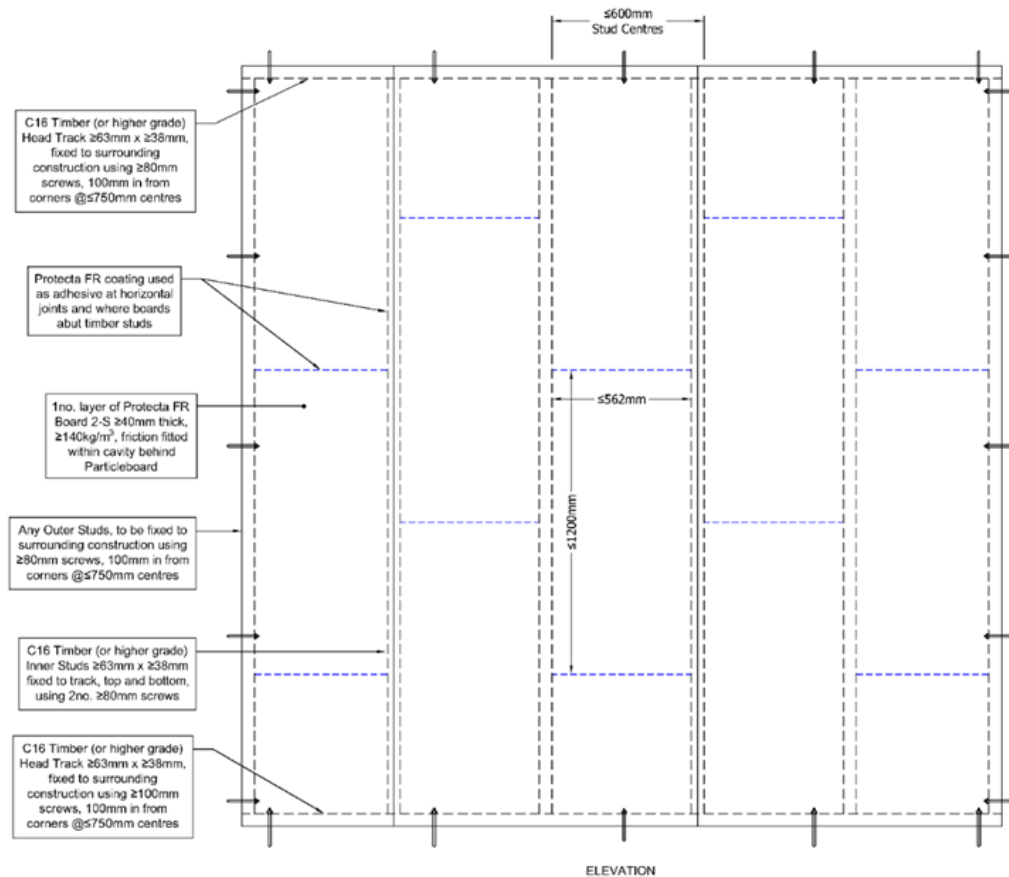 ≤600mm
Stud Centres
C16 Timber (or higher grade)
Head Track ≥63mm x ≥38mm,
fixed to surrounding
construction using ≥80mm
screws, 100mm in from
corners @≤750mm centres
Protecta FR coating used
as adhesive at horizontal
joints and where boards
abut timber studs
1no. layer of Protecta FR
Board 2-S ≥40mm thick,
≥140kg/m³, friction fitted
within cavity behind
Particleboard
≤562mm
≤1200mm
Any Outer Studs, to be fixed to
surrounding construction using
≥80mm screws, 100mm in from
corners @≤750mm centres
C16 Timber (or higher grade)
Inner Studs ≥63mm x ≥38mm
fixed to track, top and bottom,
using 2no. ≥80mm screws
C16 Timber (or higher grade)
Head Track ≥63mm x ≥38mm,
fixed to surrounding
construction using ≥100mm
screws, 100mm in from
corners @≤750mm centres
ELEVATION